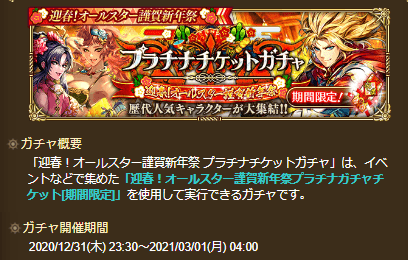 迎春!オールスター謹賀新年祭
プラチナチケットガチャ
迎春!オールスター謹賀新年祭
期間限定!
歴代人気キャラクターが大集結!!
ガチャ概要
「迎春!オールスター謹賀新年祭 プラチナチケットガチャ」は、イベ
ントなどで集めた「迎春!オールスター謹賀新年祭プラチナガチャチ
ケット[期間限定]」を使用して実行できるガチャです。
ガチャ開催期間
2020/12/31(木) 23:30～2021/03/01(月) 04:00